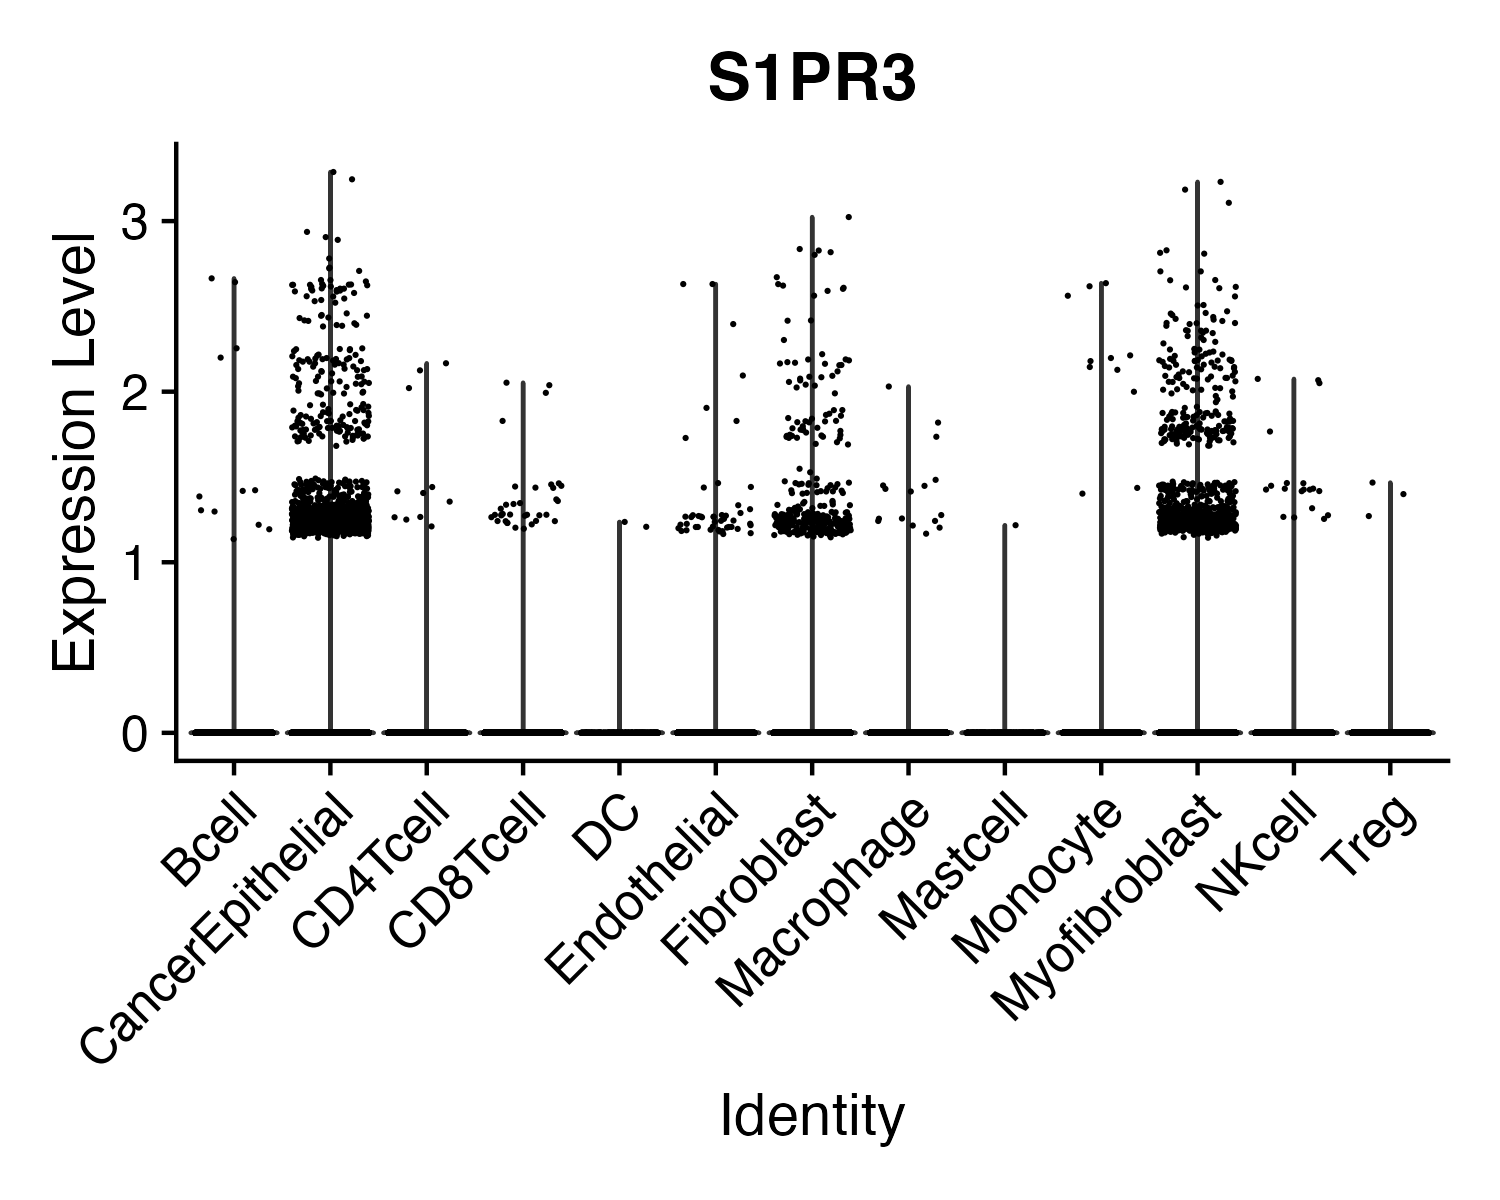 S1PR3
Expression Level
3
2
1
0
Bcell
CancerEpithelial
CD4Tcell
CD8Tcell
DC
Endothelial
Fibroblast
Macrophage
Mastcell
Monocyte
Myofibroblast
NKcell
Treg
Identity